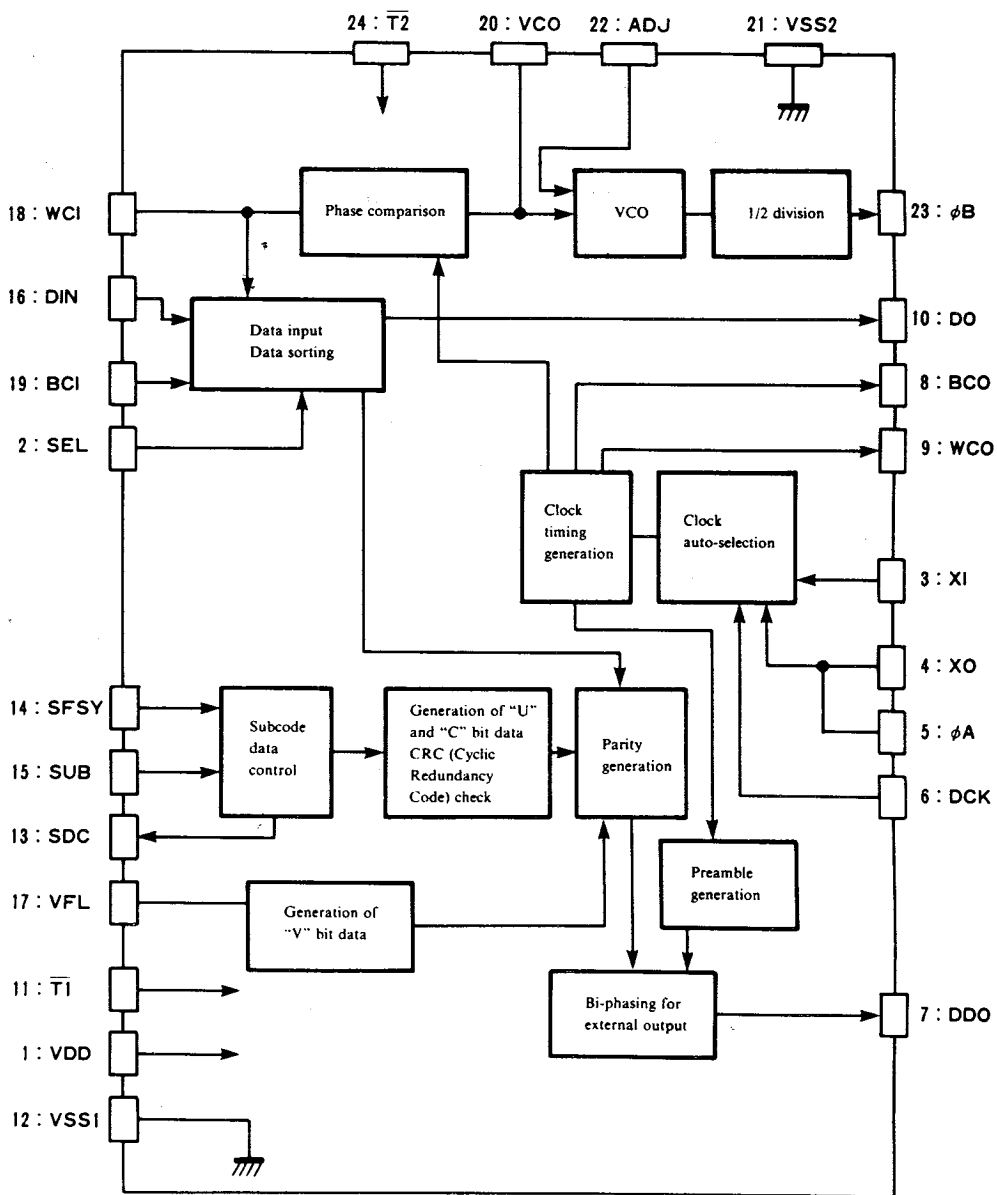 24 : T2
20 : VCO
22 : ADJ
21 : VSS2
18 : WCI
Phase comparison
VCO
1/2 division
23 : φB
16 : DIN
Data input
Data sorting
10 : DO
19 : BCI
8 : BCO
2 : SEL
9 : WCO
Clock
timing
generation
Clock
auto-selection
3 : XI
4 : XO
14 : SFSY
Subcode
data
control
Generation of “U”
and “C” bit data
CRC (Cyclic
Redundancy
Code) check
Parity
generation
5 : φA
15 : SUB
6 : DCK
13 : SDC
Preamble
generation
17 : VFL
Generation of
“V” bit data
11 : T1
Bi-phasing for
external output
7 : DDO
1 : VDD
12 : VSS1